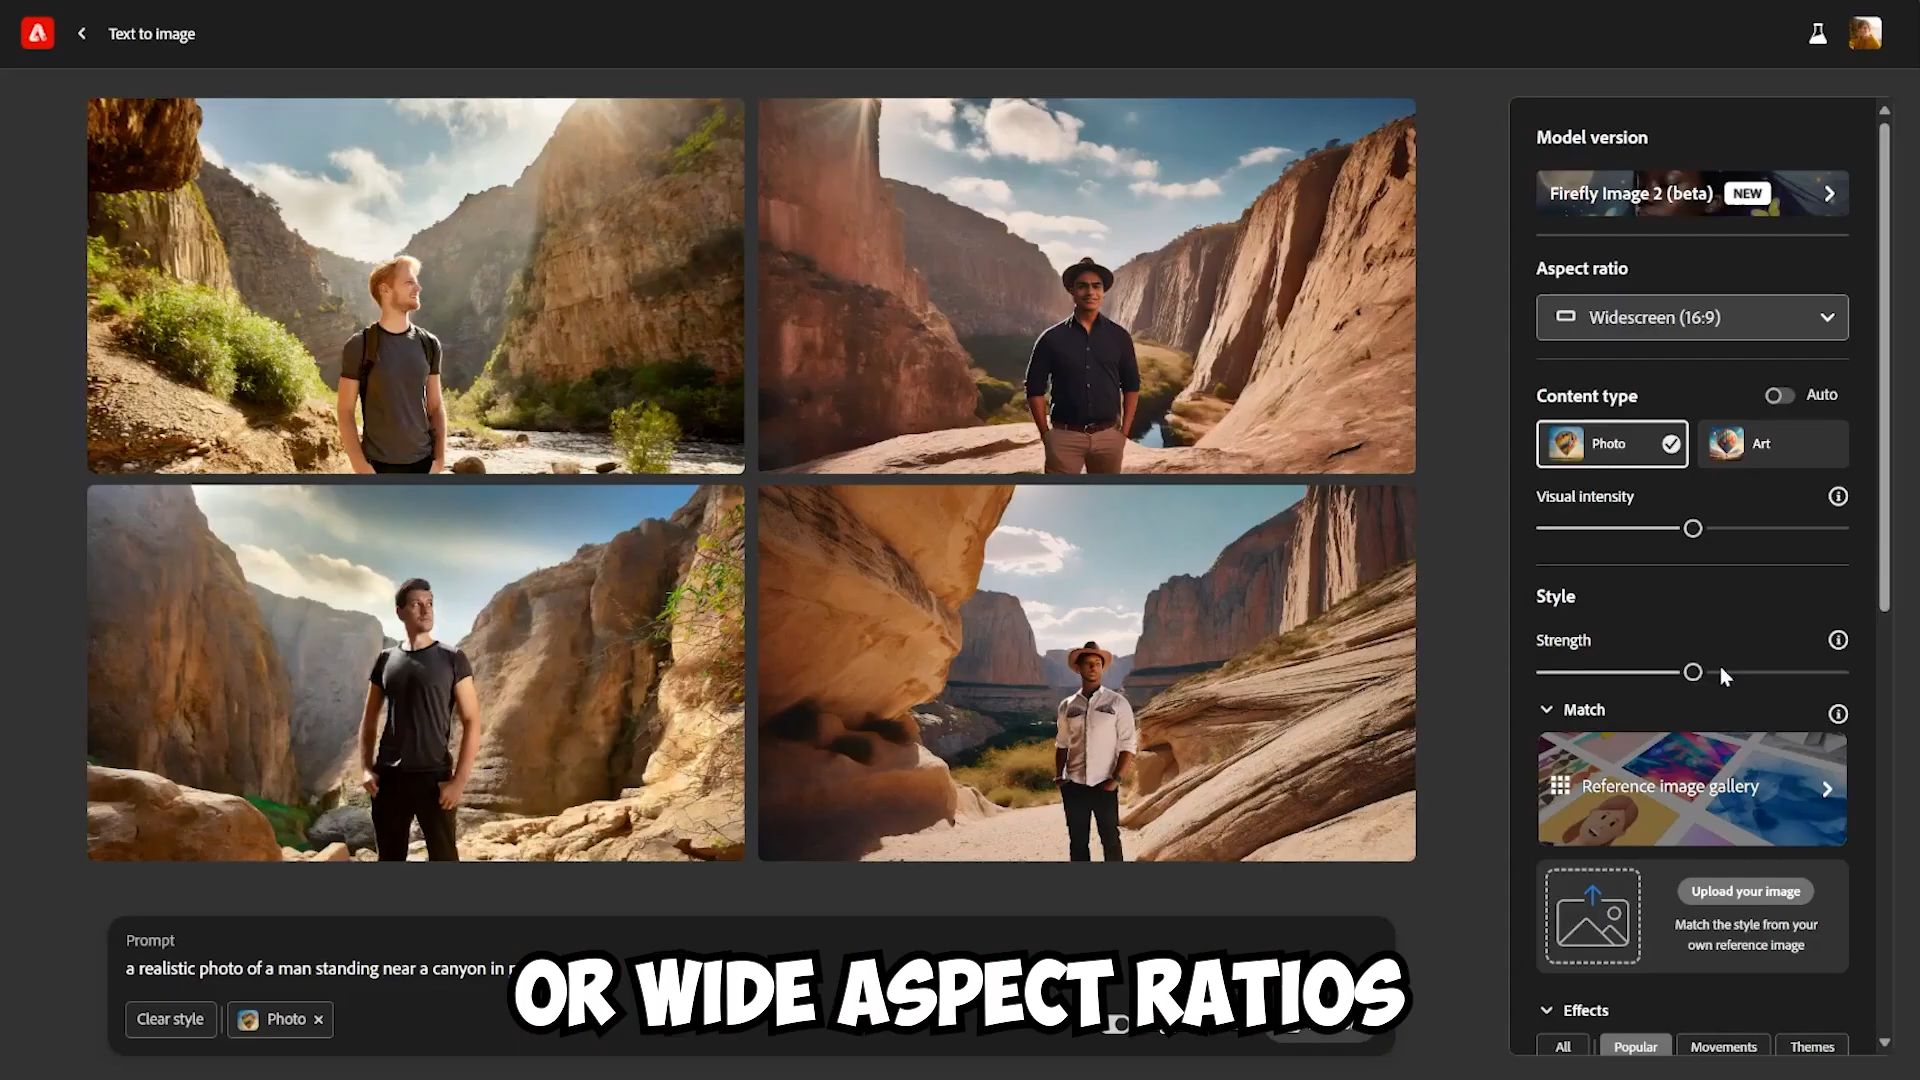 Text to image
Model version
Firefly Image 2 (beta) NEW
Aspect ratio
Widescreen (16:9)
Content type
Auto
Photo
Art
Visual intensity
Style
Strength
Match
Reference image gallery
Upload your image
Match the style from your
own reference image
Effects
All
Popular
Movements
Themes
Prompt
a realistic photo of a man standing near a canyon in
Clear style
Photo
OR WIDE ASPECT RATIOS